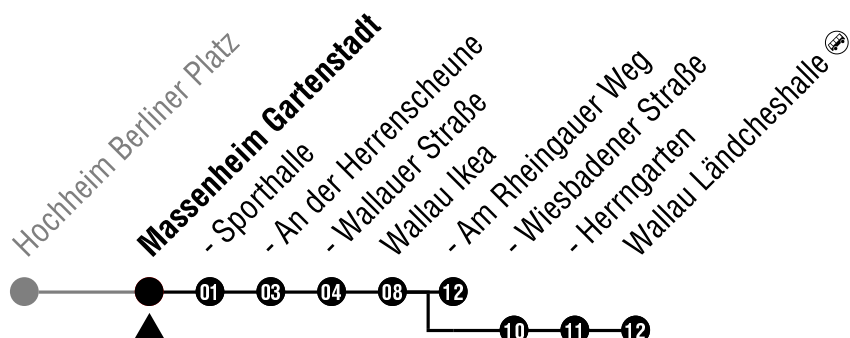 Hochheim Berliner Platz
Massenheim Gartenstadt
- Sporthalle
- An der Herrenscheune
- Wallauer Straße
Wallau Ikea
- Am Rheingauer Weg
- Wiesbadener Straße
- Herrngarten
Wallau Ländcheshalle
01 03 04 08 12
10 11 12